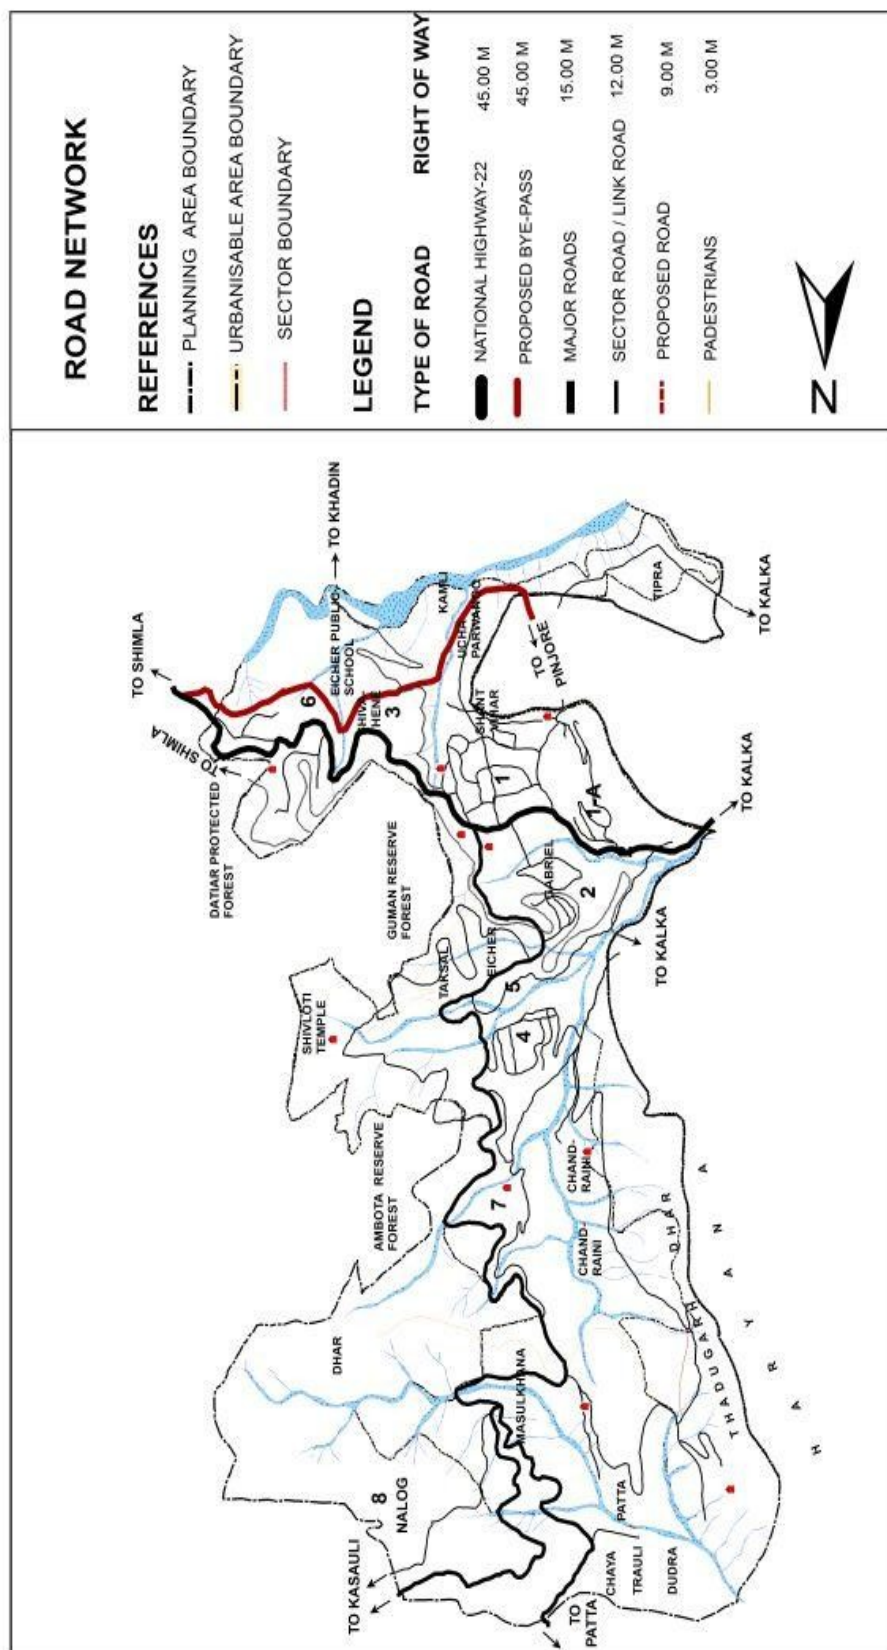 ROAD NETWORK
REFERENCES
PLANNING AREA BOUNDARY
URBANISABLE AREA BOUNDARY
SECTOR BOUNDARY
LEGEND
TYPE OF ROAD RIGHT OF WAY
NATIONAL HIGHWAY-22 45.00 M
PROPOSED BYE-PASS 45.00 M
MAJOR ROADS 15.00 M
SECTOR ROAD / LINK ROAD 12.00 M
PROPOSED ROAD 9.00 M
PADESTRIANS 3.00 M
N
TO SHIMLA
TO SHIMLA
TO KHADIN
EICHER PUBLIC
SCHOOL
6
3
KAMLI
UCHA
PARWANOO
TO
PINJORE
TIPRA
TO KALKA
DATIAR PROTECTED
FOREST
GUMAN RESERVE
FOREST
1
1-A
TO KALKA
GABRIEL
2
EICHER
TAKSAL
5
4
TO KALKA
SHIVLOTI
TEMPLE
AMBOTA RESERVE
FOREST
7
CHAND-
RAINI
CHAND-
RAINI
DHAR
DHAR
THADUGARH
HARYANA
MASULKHANA
8
NALOG
PATTA
CHAYA
TRAULI
DUDRA
TO KASAULI
TO
PATTA